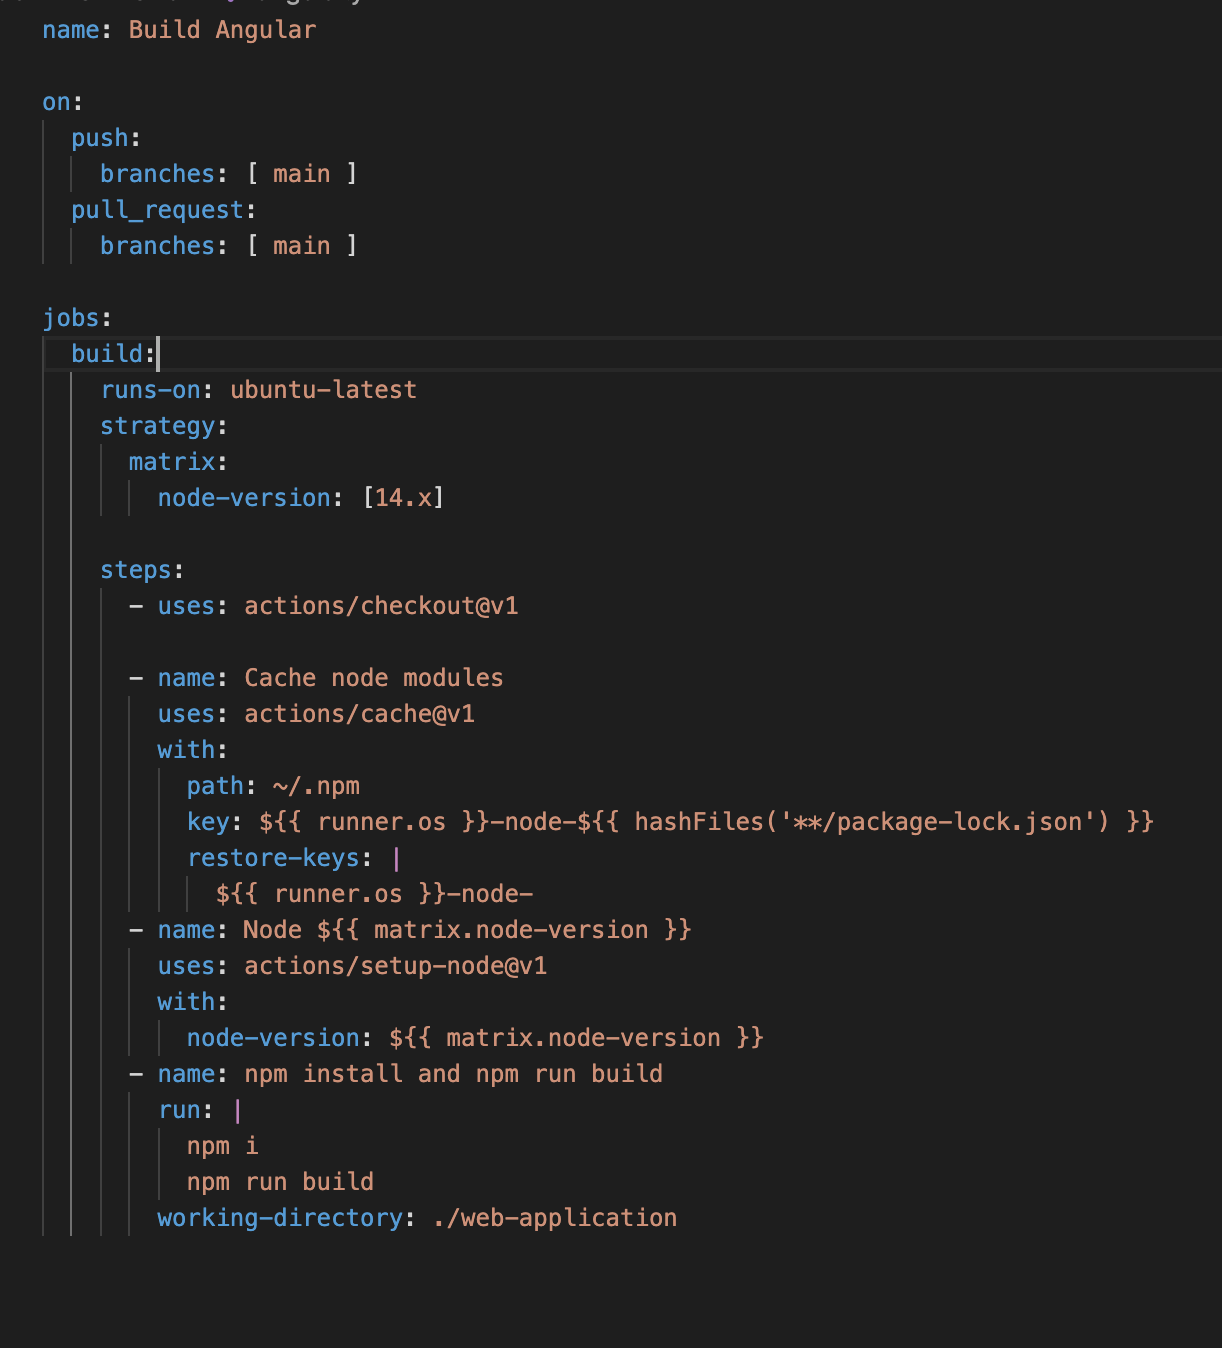 name: Build Angular
on:
push:
branches: [ main ]
pull_request:
branches: [ main ]
jobs:
build:
runs-on: ubuntu-latest
strategy:
matrix:
node-version: [14.x]
steps:
- uses: actions/checkout@v1
- name: Cache node modules
uses: actions/cache@v1
with:
path: ~/.npm
key: ${{ runner.os }}-node-${{ hashFiles('**/package-lock.json') }}
restore-keys: |
${{ runner.os }}-node-
- name: Node ${{ matrix.node-version }}
uses: actions/setup-node@v1
with:
node-version: ${{ matrix.node-version }}
- name: npm install and npm run build
run: |
npm i
npm run build
working-directory: ./web-application